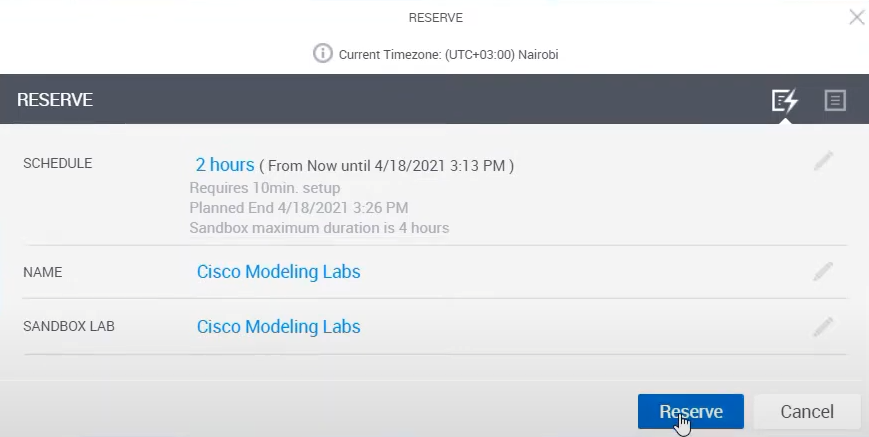 RESERVE
Current Timezone: (UTC+03:00) Nairobi
RESERVE
SCHEDULE
2 hours ( From Now until 4/18/2021 3:13 PM )
Requires 10min. setup
Planned End 4/18/2021 3:26 PM
Sandbox maximum duration is 4 hours
NAME
Cisco Modeling Labs
SANDBOX LAB
Cisco Modeling Labs
Reserve
Cancel